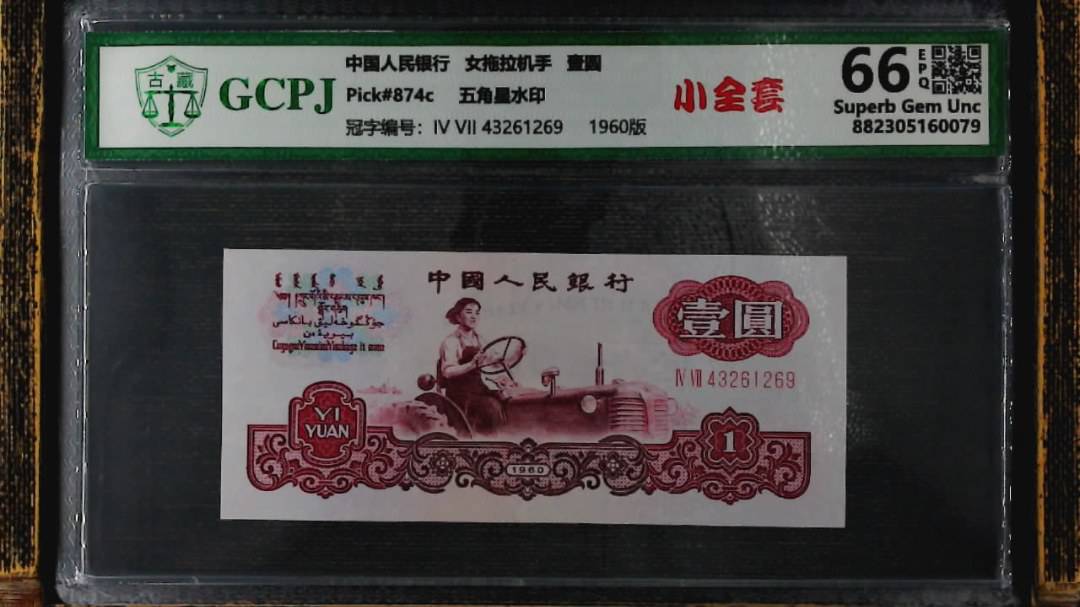 古 藏
GCPJ
中国人民银行 女拖拉机手 壹圆
Pick#874c 五角星水印
冠字编号: IV VII 43261269 1960版
小全套
66
EPQ
Superb Gem Unc
882305160079
中國人民銀行
壹圓
IV VII 43261269
YI
YUAN
1960
1